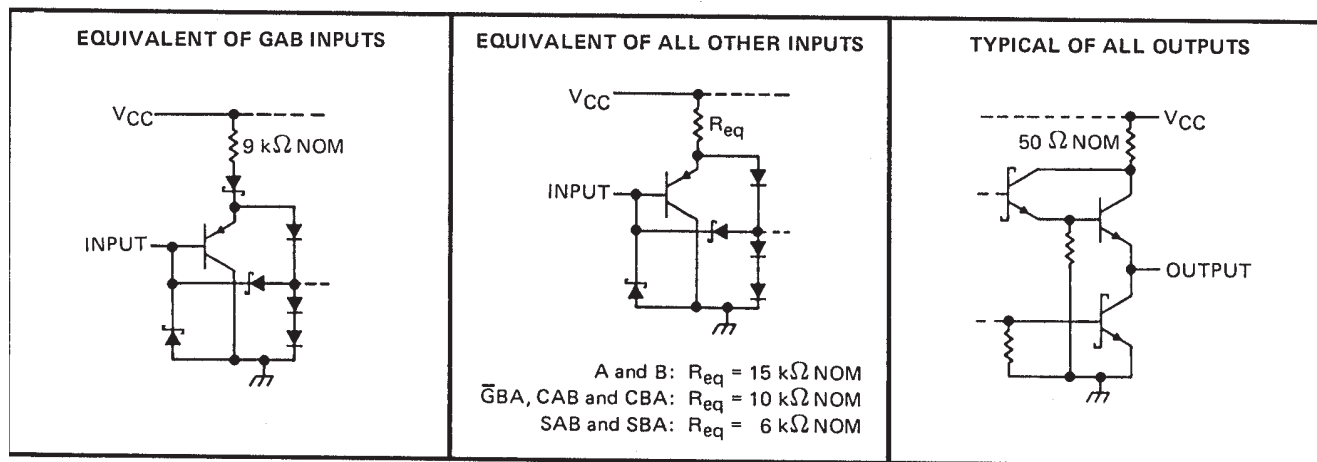 EQUIVALENT OF GAB INPUTS
VCC
9 kΩ NOM
INPUT
EQUIVALENT OF ALL OTHER INPUTS
VCC
Req
INPUT
A and B: Req = 15 kΩ NOM
G̅BA, CAB and CBA: Req = 10 kΩ NOM
SAB and SBA: Req = 6 kΩ NOM
TYPICAL OF ALL OUTPUTS
VCC
50 Ω NOM
OUTPUT